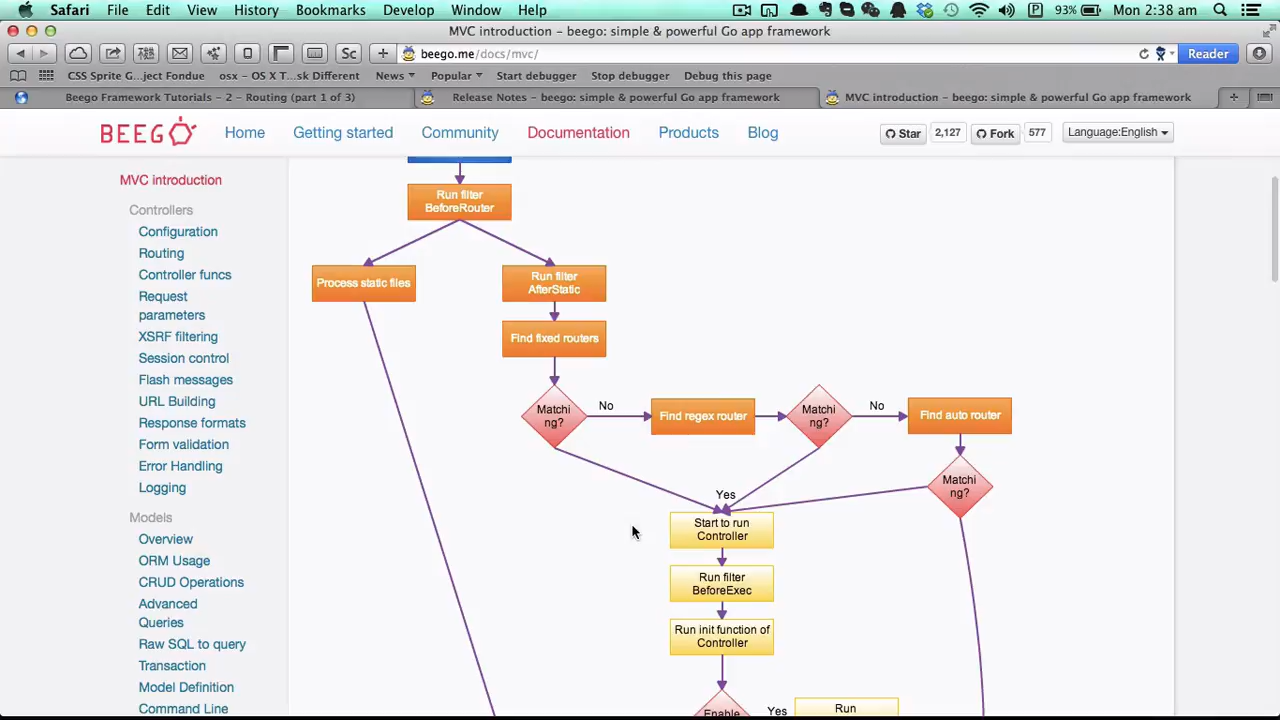 Safari File Edit View History Bookmarks Develop Window Help 93% Mon 2:38 am
MVC introduction – beego: simple & powerful Go app framework
Sc + beego.me/docs/mvc/ Reader
CSS Sprite G...ject Fondue osx - OS X T...sk Different News Popular Start debugger Stop debugger Debug this page
Beego Framework Tutorials - 2 - Routing (part 1 of 3) Release Notes – beego: simple & powerful Go app framework MVC introduction – beego: simple & powerful Go app framework +
BEEGO Home Getting started Community Documentation Products Blog Star 2,127 Fork 577 Language:English
MVC introduction
Controllers
Configuration
Routing
Controller funcs
Request
parameters
XSRF filtering
Session control
Flash messages
URL Building
Response formats
Form validation
Error Handling
Logging
Models
Overview
ORM Usage
CRUD Operations
Advanced
Queries
Raw SQL to query
Transaction
Model Definition
Command Line
Run filter
BeforeRouter
Process static files
Run filter
AfterStatic
Find fixed routers
Matchi
ng?
No
Find regex router
Matchi
ng?
No
Find auto router
Matchi
ng?
Yes
Start to run
Controller
Run filter
BeforeExec
Run init function of
Controller
Enable
Yes
Run